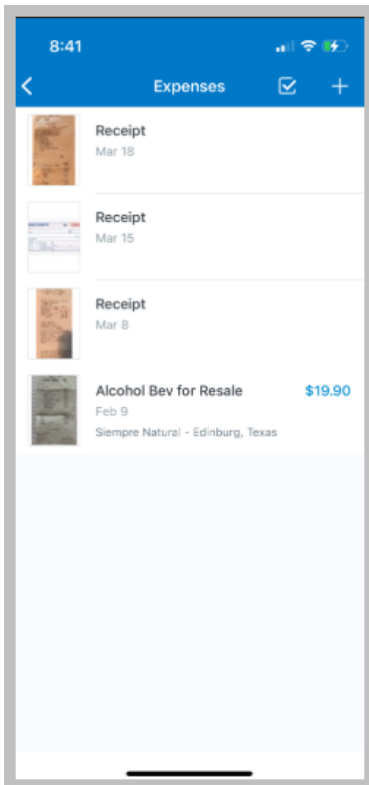 8:41
Expenses
Receipt
Mar 18
Receipt
Mar 15
Receipt
Mar 8
Alcohol Bev for Resale $19.90
Feb 9
Siempre Natural - Edinburg, Texas